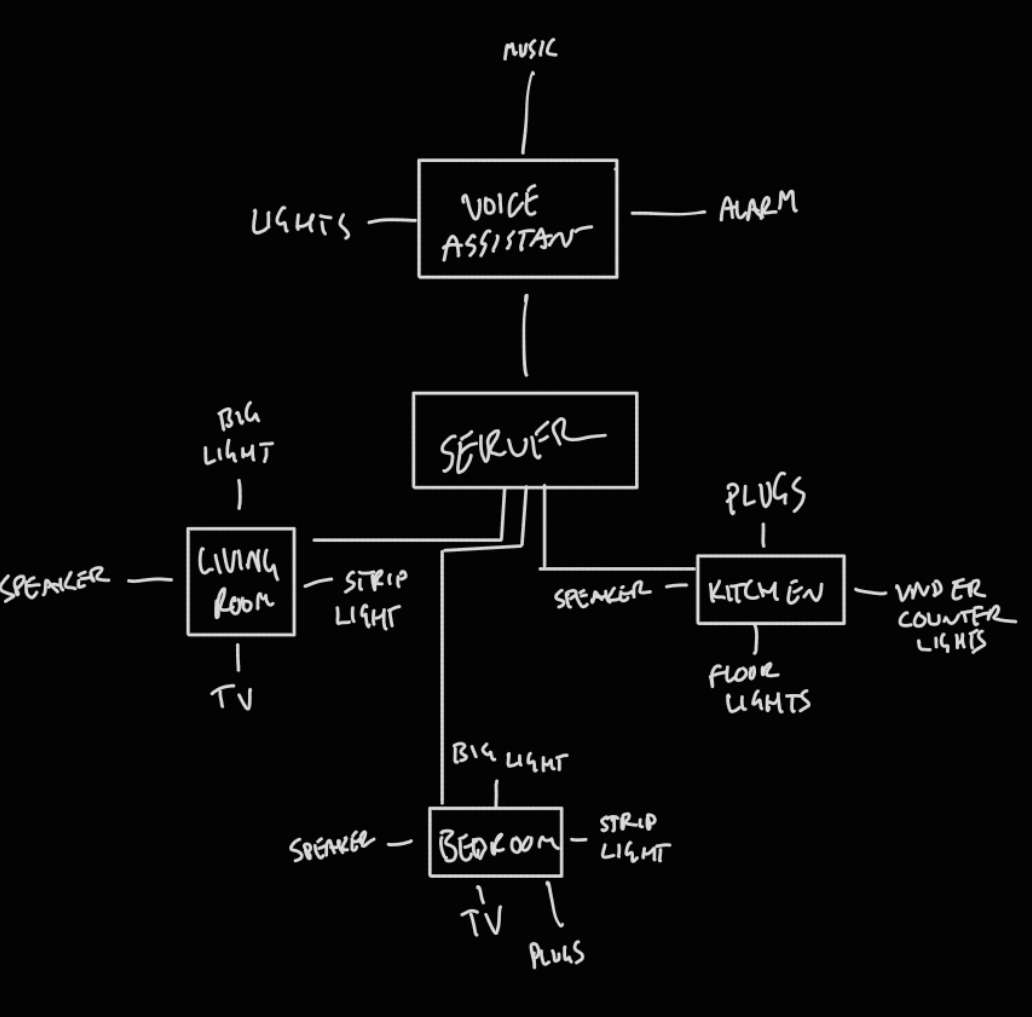 MUSIC
LIGHTS
VOICE
ASSISTANT
ALARM
SERVER
BIG
LIGHT
SPEAKER
LIVING
ROOM
STRIP
LIGHT
TV
PLUGS
SPEAKER
KITCHEN
UNDER
COUNTER
LIGHTS
FLOOR
LIGHTS
BIG LIGHT
SPEAKER
BEDROOM
STRIP
LIGHT
TV
PLUGS